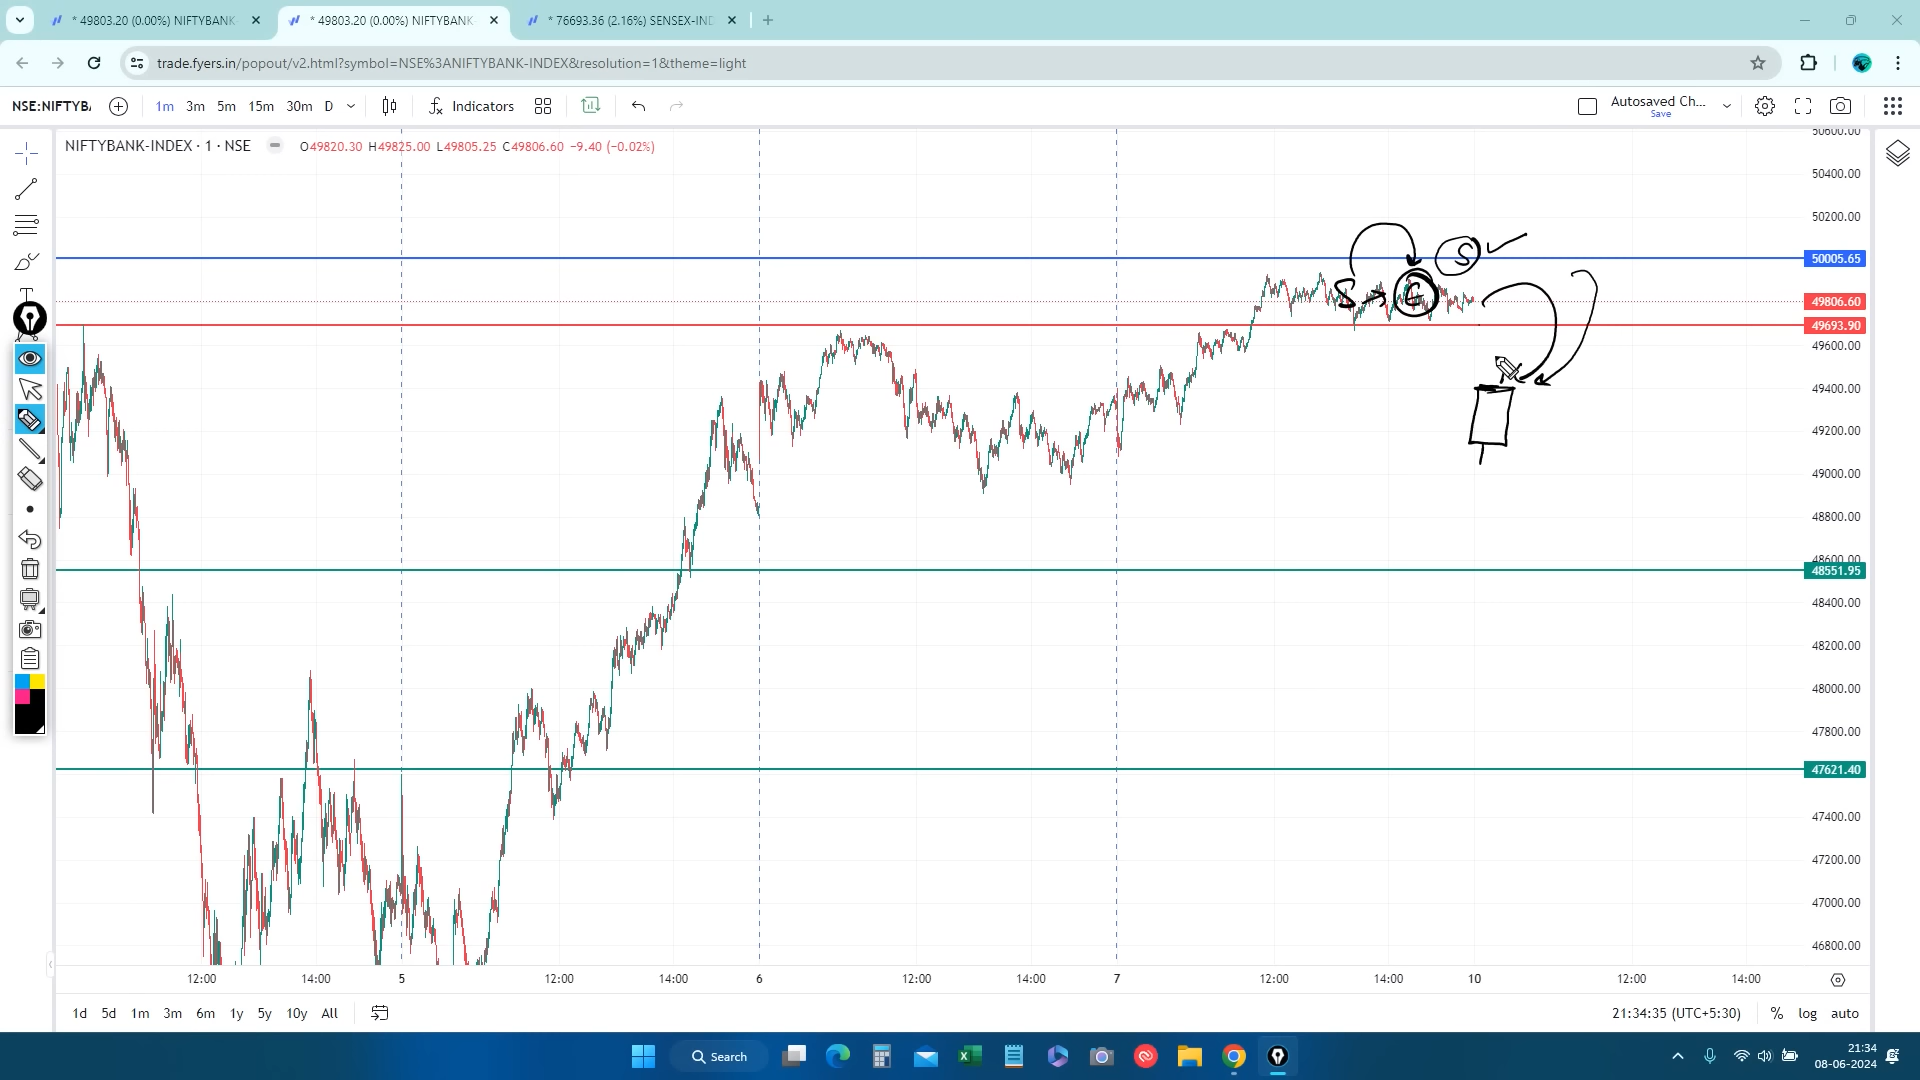 * 49803.20 (0.00%) NIFTYBANK-
* 49803.20 (0.00%) NIFTYBANK-
* 76693.36 (2.16%) SENSEX-IND
trade.fyers.in/popout/v2.html?symbol=NSE%3ANIFTYBANK-INDEX&resolution=1&theme=light
NSE:NIFTYB 1m 3m 5m 15m 30m D Indicators Autosaved Ch...
Save
NIFTYBANK-INDEX · 1 · NSE O49820.30 H49825.00 L49805.25 C49806.60 −9.40 (−0.02%)
50600.00
50400.00
50200.00
S
50005.65
S
49806.60
49693.90
49600.00
49400.00
49200.00
49000.00
48800.00
48600.00
48551.95
48400.00
48200.00
48000.00
47800.00
47621.40
47400.00
47200.00
47000.00
46800.00
12:00 14:00 5 12:00 14:00 6 12:00 14:00 7 12:00 14:00 10 12:00 14:00
1d 5d 1m 3m 6m 1y 5y 10y All 21:34:35 (UTC+5:30) % log auto
Search
21:34
08-06-2024